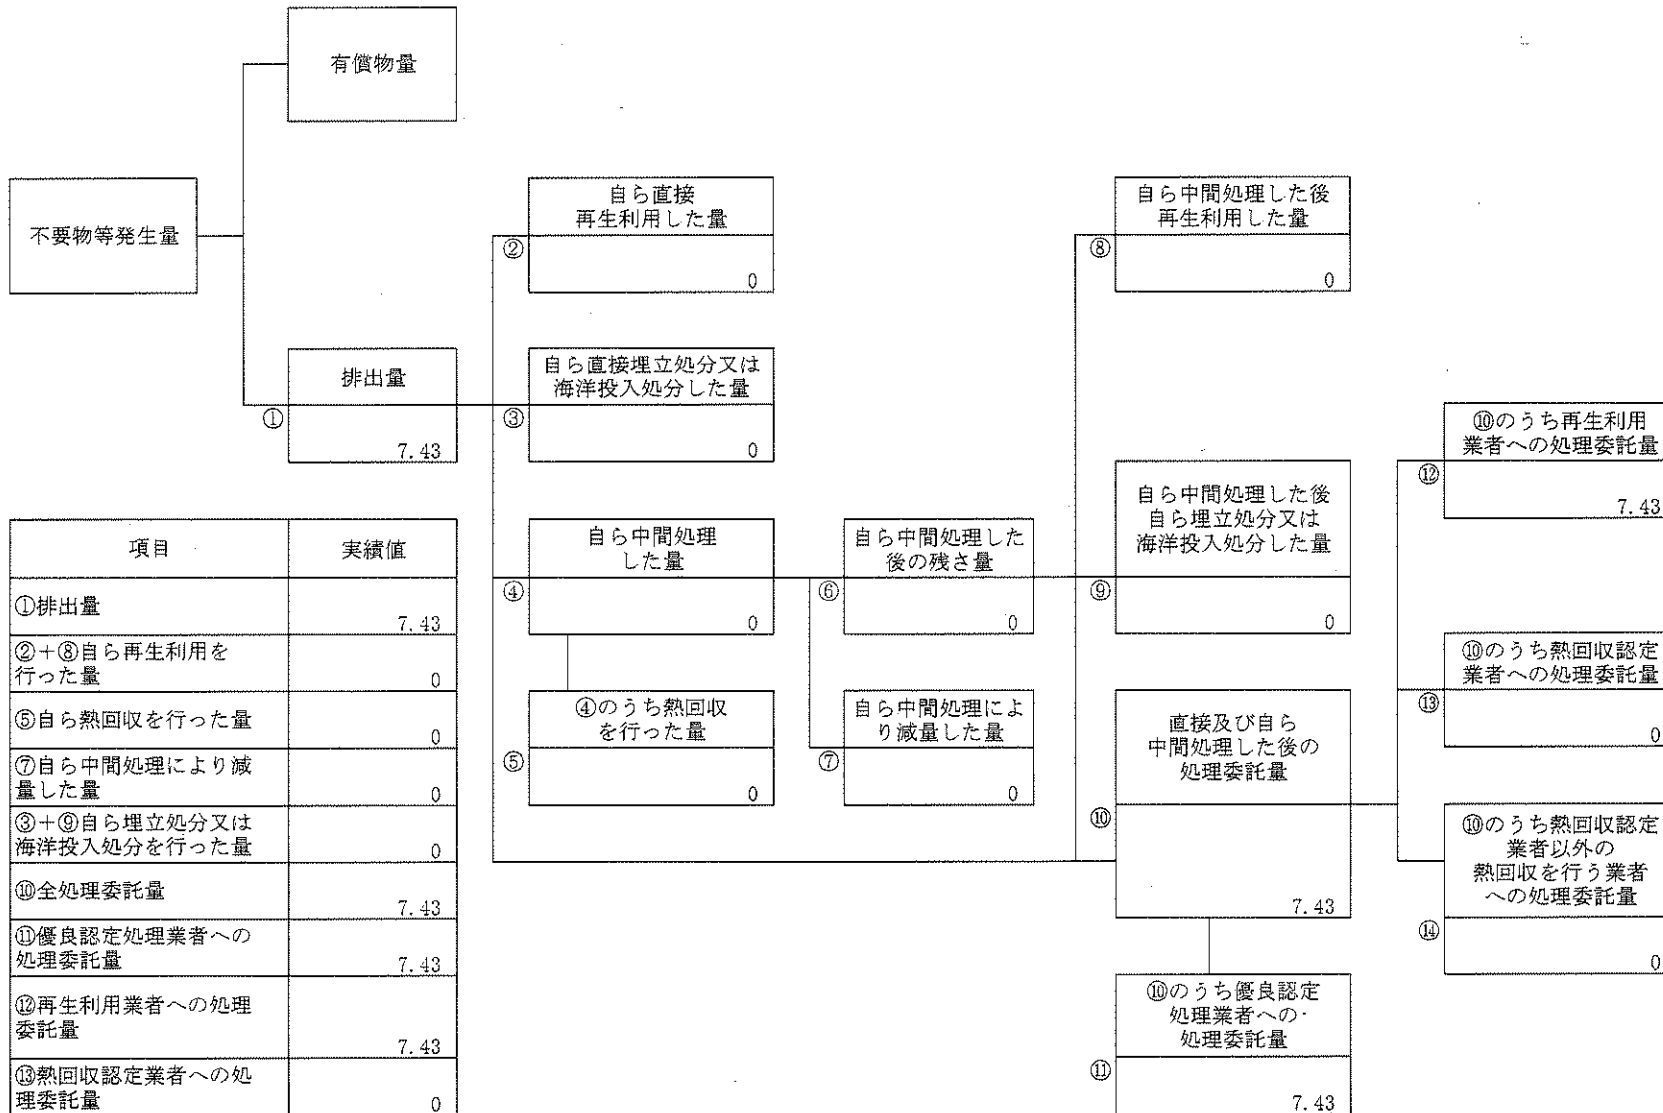 有償物量
不要物等発生量
自ら直接
再生利用した量
②
0
自ら中間処理した後
再生利用した量
⑧
0
排出量
①
7.43
自ら直接埋立処分又は
海洋投入処分した量
③
0
⑩のうち再生利用
業者への処理委託量
⑫
7.43
自ら中間処理した後
自ら埋立処分又は
海洋投入処分した量
⑨
0
自ら中間処理
した量
④
0
自ら中間処理した
後の残さ量
⑥
0
⑩のうち熱回収認定
業者への処理委託量
⑬
0
④のうち熱回収
を行った量
⑤
0
自ら中間処理によ
り減量した量
⑦
0
直接及び自ら
中間処理した後の
処理委託量
⑩
7.43
⑩のうち熱回収認定
業者以外の
熱回収を行う業者
への処理委託量
⑭
0
⑩のうち優良認定
処理業者への
処理委託量
⑪
7.43
項目 実績値
①排出量
7.43
②+⑧自ら再生利用を
行った量 0
⑤自ら熱回収を行った量
0
⑦自ら中間処理により減
量した量 0
③+⑨自ら埋立処分又は
海洋投入処分を行った量 0
⑩全処理委託量
7.43
⑪優良認定処理業者への
処理委託量 7.43
⑫再生利用業者への処理
委託量
7.43
⑬熱回収認定業者への処
理委託量 0